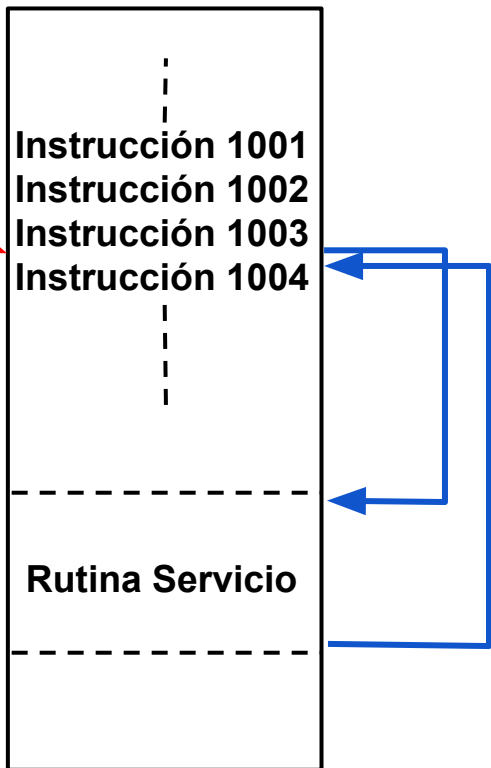 Instrucción 1001
Instrucción 1002
Instrucción 1003
Instrucción 1004
Rutina Servicio